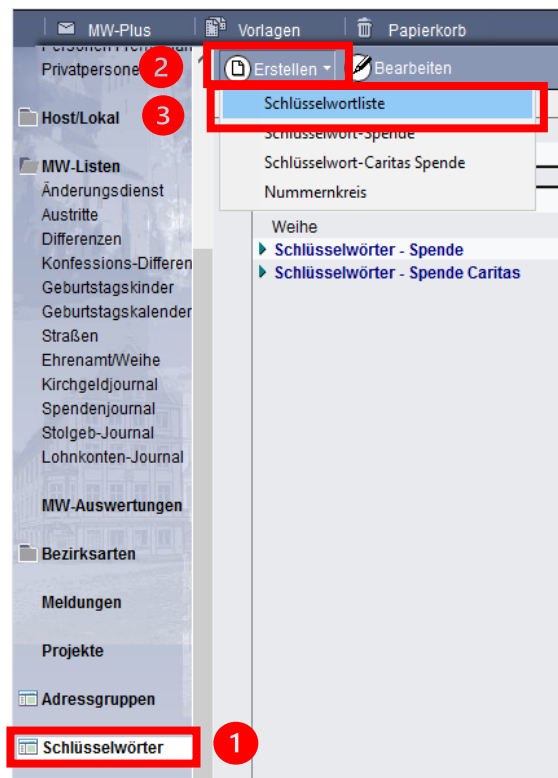 MW-Plus Vorlagen Papierkorb
Privatpersone 2 Erstellen Bearbeiten
3 Schlüsselwortliste
Host/Lokal
Schlüsselwort-Spende
MW-Listen Schlüsselwort-Caritas Spende
Änderungsdienst Nummernkreis
Austritte
Weihe
Differenzen Schlüsselwörter - Spende
Konfessions-Differen Schlüsselwörter - Spende Caritas
Geburtstagskinder
Geburtstagskalender
Straßen
Ehrenamt/Weihe
Kirchgeldjournal
Spendenjournal
Stolgeb-Journal
Lohnkonten-Journal
MW-Auswertungen
Bezirksarten
Meldungen
Projekte
Adressgruppen
Schlüsselwörter 1